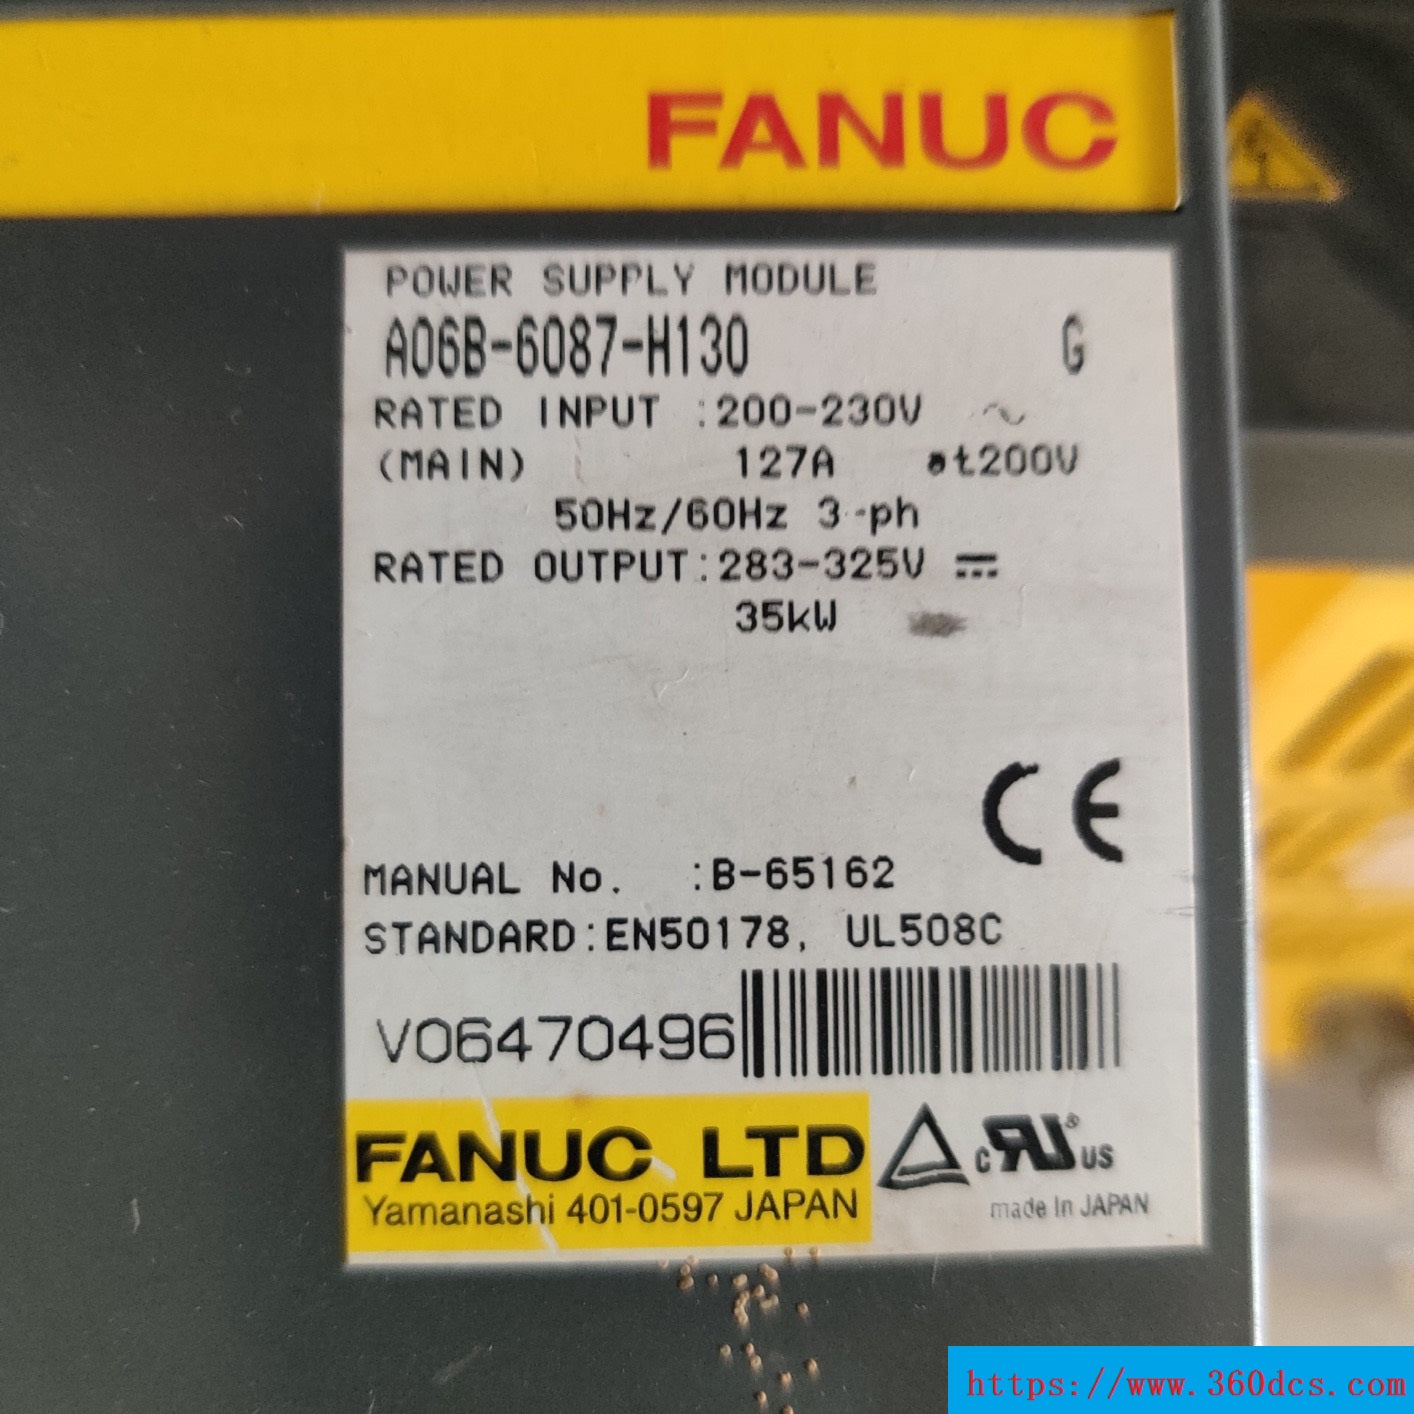 FANUC
POWER SUPPLY MODULE
A06B-6087-H130 G
RATED INPUT :200-230V ~
(MAIN) 127A at200V
50Hz/60Hz 3-ph
RATED OUTPUT:283-325V ⎓
35kW
CE
MANUAL No. :B-65162
STANDARD:EN50178, UL508C
V06470496
FANUC LTD
Yamanashi 401-0597 JAPAN
c RU ® US
made in JAPAN
https://www.360dcs.com/